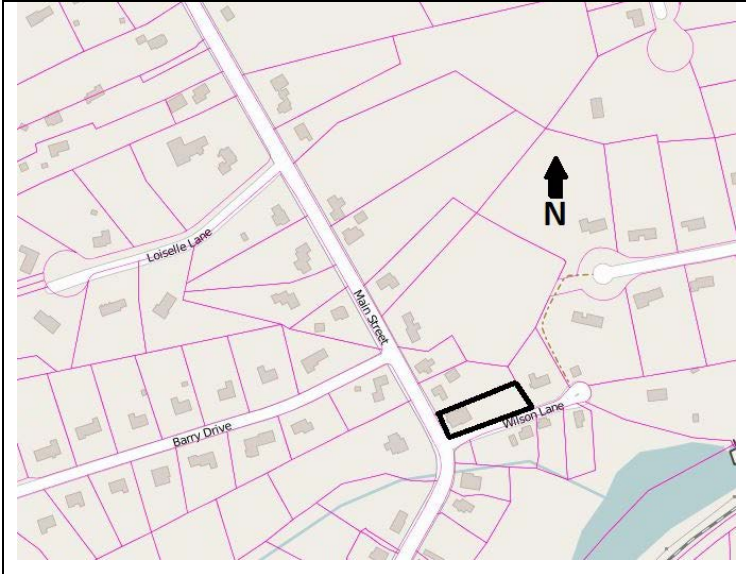 N
Loiselle Lane
Main Street
Wilson Lane
Barry Drive